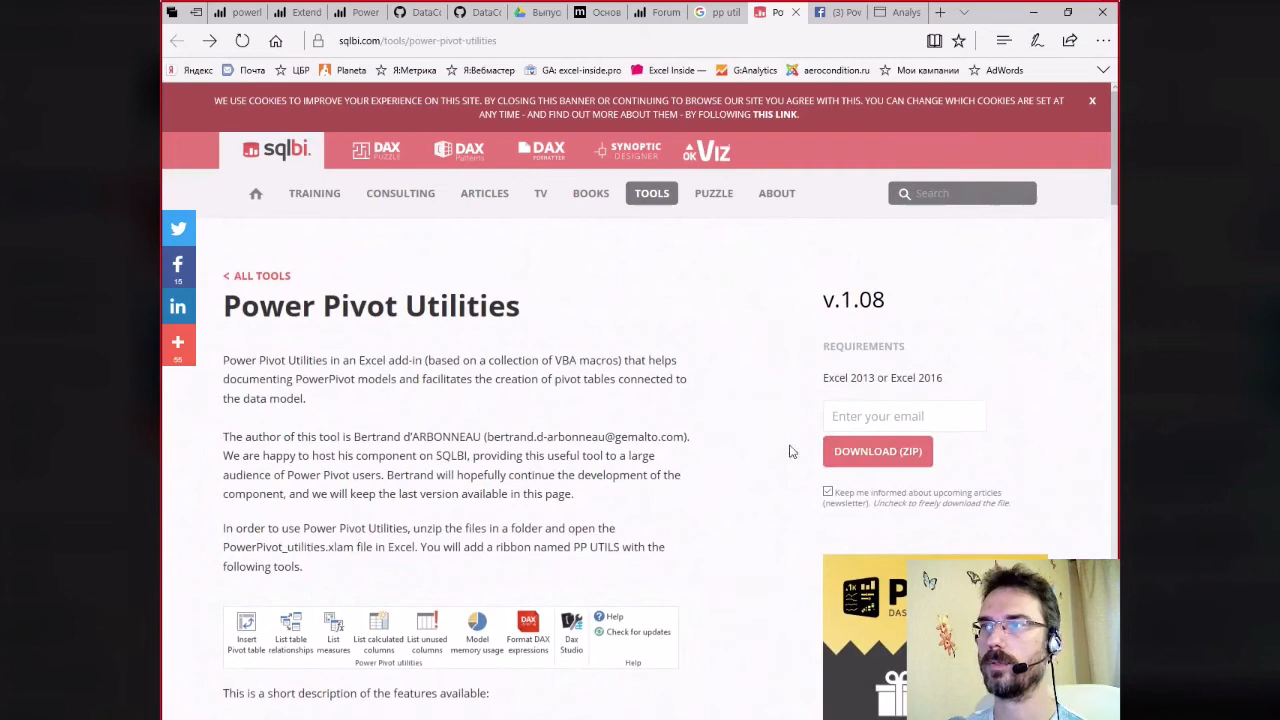 powerl
Extend
Power
DataCo
DataCo
Выпус
Основ
Forum
pp util
Po
(3) Pov
Analys
sqlbi.com/tools/power-pivot-utilities
Яндекс
Почта
ЦБР
Planeta
Я:Метрика
Я:Вебмастер
GA: excel-inside.pro
Excel Inside —
G:Analytics
aerocondition.ru
Мои кампании
AdWords
WE USE COOKIES TO IMPROVE YOUR EXPERIENCE ON THIS SITE. BY CLOSING THIS BANNER OR CONTINUING TO BROWSE OUR SITE YOU AGREE WITH THIS. YOU CAN CHANGE WHICH COOKIES ARE SET AT
ANY TIME - AND FIND OUT MORE ABOUT THEM - BY FOLLOWING THIS LINK.
X
sqlbi.
DAX PUZZLE
DAX Patterns
DAX FORMATTER
SYNOPTIC DESIGNER
OK VIZ
TRAINING
CONSULTING
ARTICLES
TV
BOOKS
TOOLS
PUZZLE
ABOUT
Search
15
55
< ALL TOOLS
Power Pivot Utilities
Power Pivot Utilities in an Excel add-in (based on a collection of VBA macros) that helps
documenting PowerPivot models and facilitates the creation of pivot tables connected to
the data model.
The author of this tool is Bertrand d'ARBONNEAU (bertrand.d-arbonneau@gemalto.com).
We are happy to host his component on SQLBI, providing this useful tool to a large
audience of Power Pivot users. Bertrand will hopefully continue the development of the
component, and we will keep the last version available in this page.
In order to use Power Pivot Utilities, unzip the files in a folder and open the
PowerPivot_utilities.xlam file in Excel. You will add a ribbon named PP UTILS with the
following tools.
Insert
Pivot table
List table
relationships
List
measures
List calculated
columns
List unused
columns
Model
memory usage
DAX
Format DAX
expressions
Dax
Studio
Help
Check for updates
Power Pivot utilities
Help
This is a short description of the features available:
v.1.08
REQUIREMENTS
Excel 2013 or Excel 2016
Enter your email
DOWNLOAD (ZIP)
Keep me informed about upcoming articles
(newsletter). Uncheck to freely download the file.